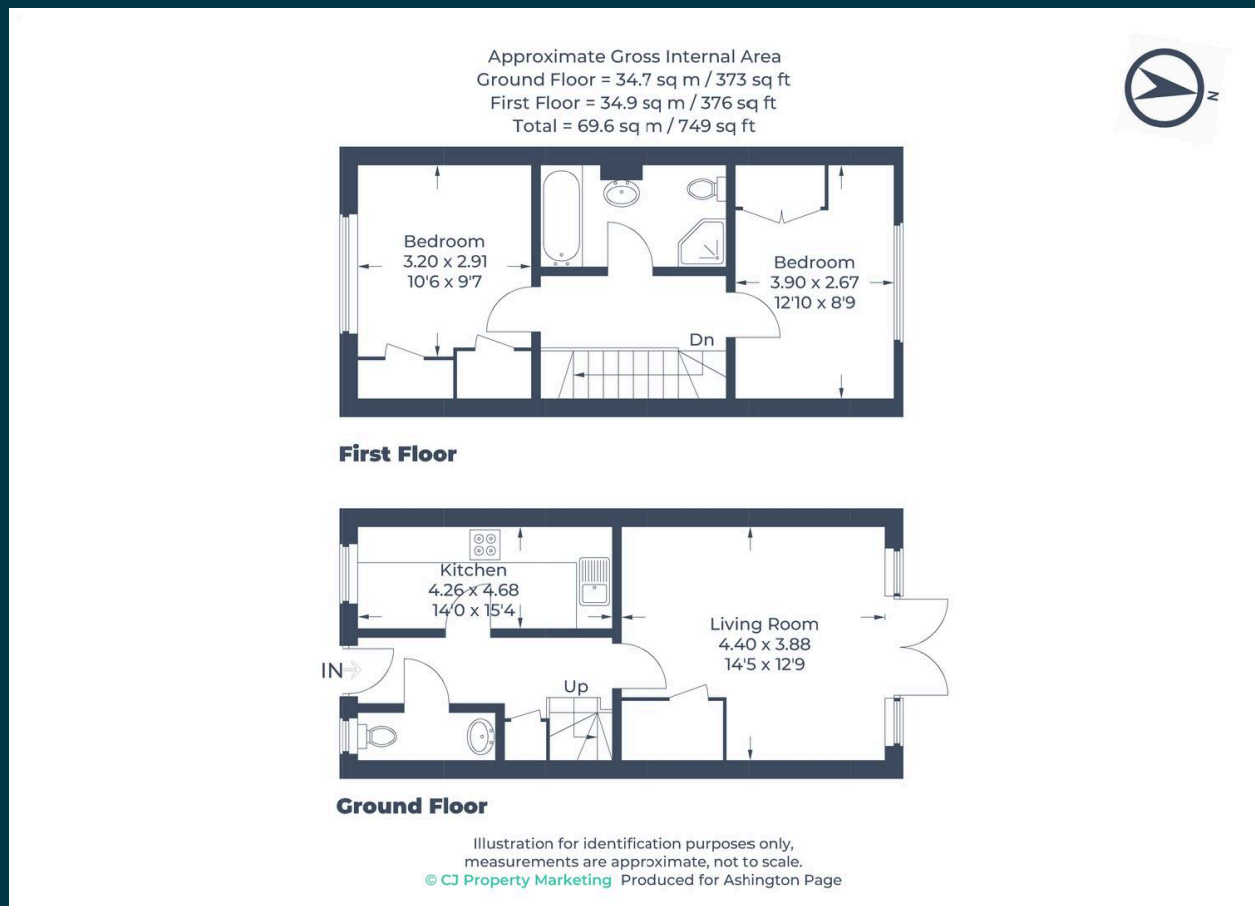 Approximate Gross Internal Area
Ground Floor = 34.7 sq m / 373 sq ft
First Floor = 34.9 sq m / 376 sq ft
Total = 69.6 sq m / 749 sq ft
N
Bedroom
3.20 x 2.91
10'6 x 9'7
Bedroom
3.90 x 2.67
12'10 x 8'9
Dn
First Floor
Kitchen
4.26 x 4.68
14'0 x 15'4
Living Room
4.40 x 3.88
14'5 x 12'9
IN
Up
Ground Floor
Illustration for identification purposes only,
measurements are approximate, not to scale.
© CJ Property Marketing Produced for Ashington Page